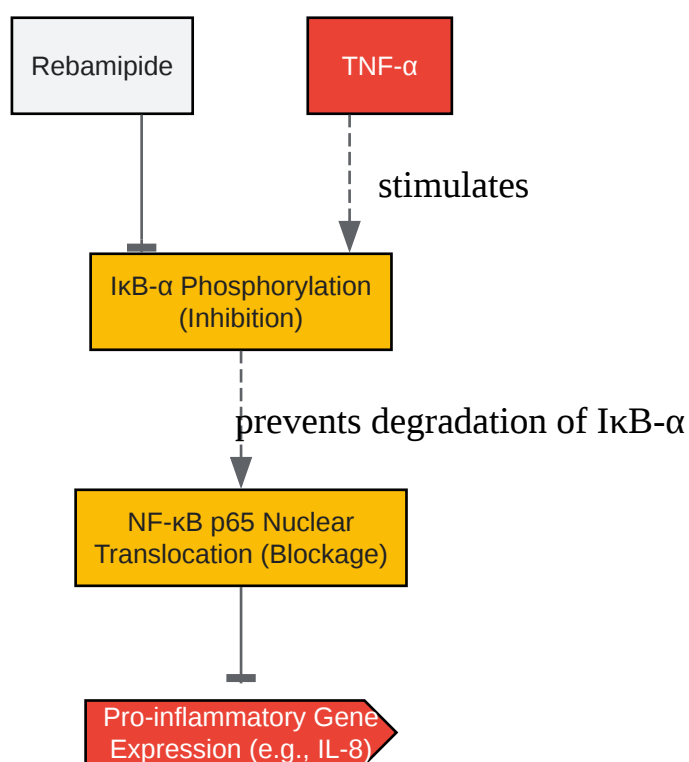 Rebamipide
TNF-α
stimulates
IκB-α Phosphorylation
(Inhibition)
prevents degradation of IκB-α
NF-κB p65 Nuclear
Translocation (Blockage)
Pro-inflammatory Gene
Expression (e.g., IL-8)